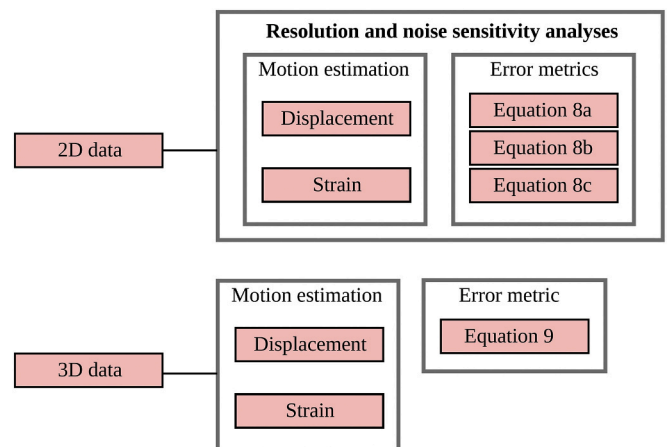 Resolution and noise sensitivity analyses
Motion estimation
Displacement
Strain
Error metrics
Equation 8a
Equation 8b
Equation 8c
2D data
Motion estimation
Displacement
Strain
Error metric
Equation 9
3D data